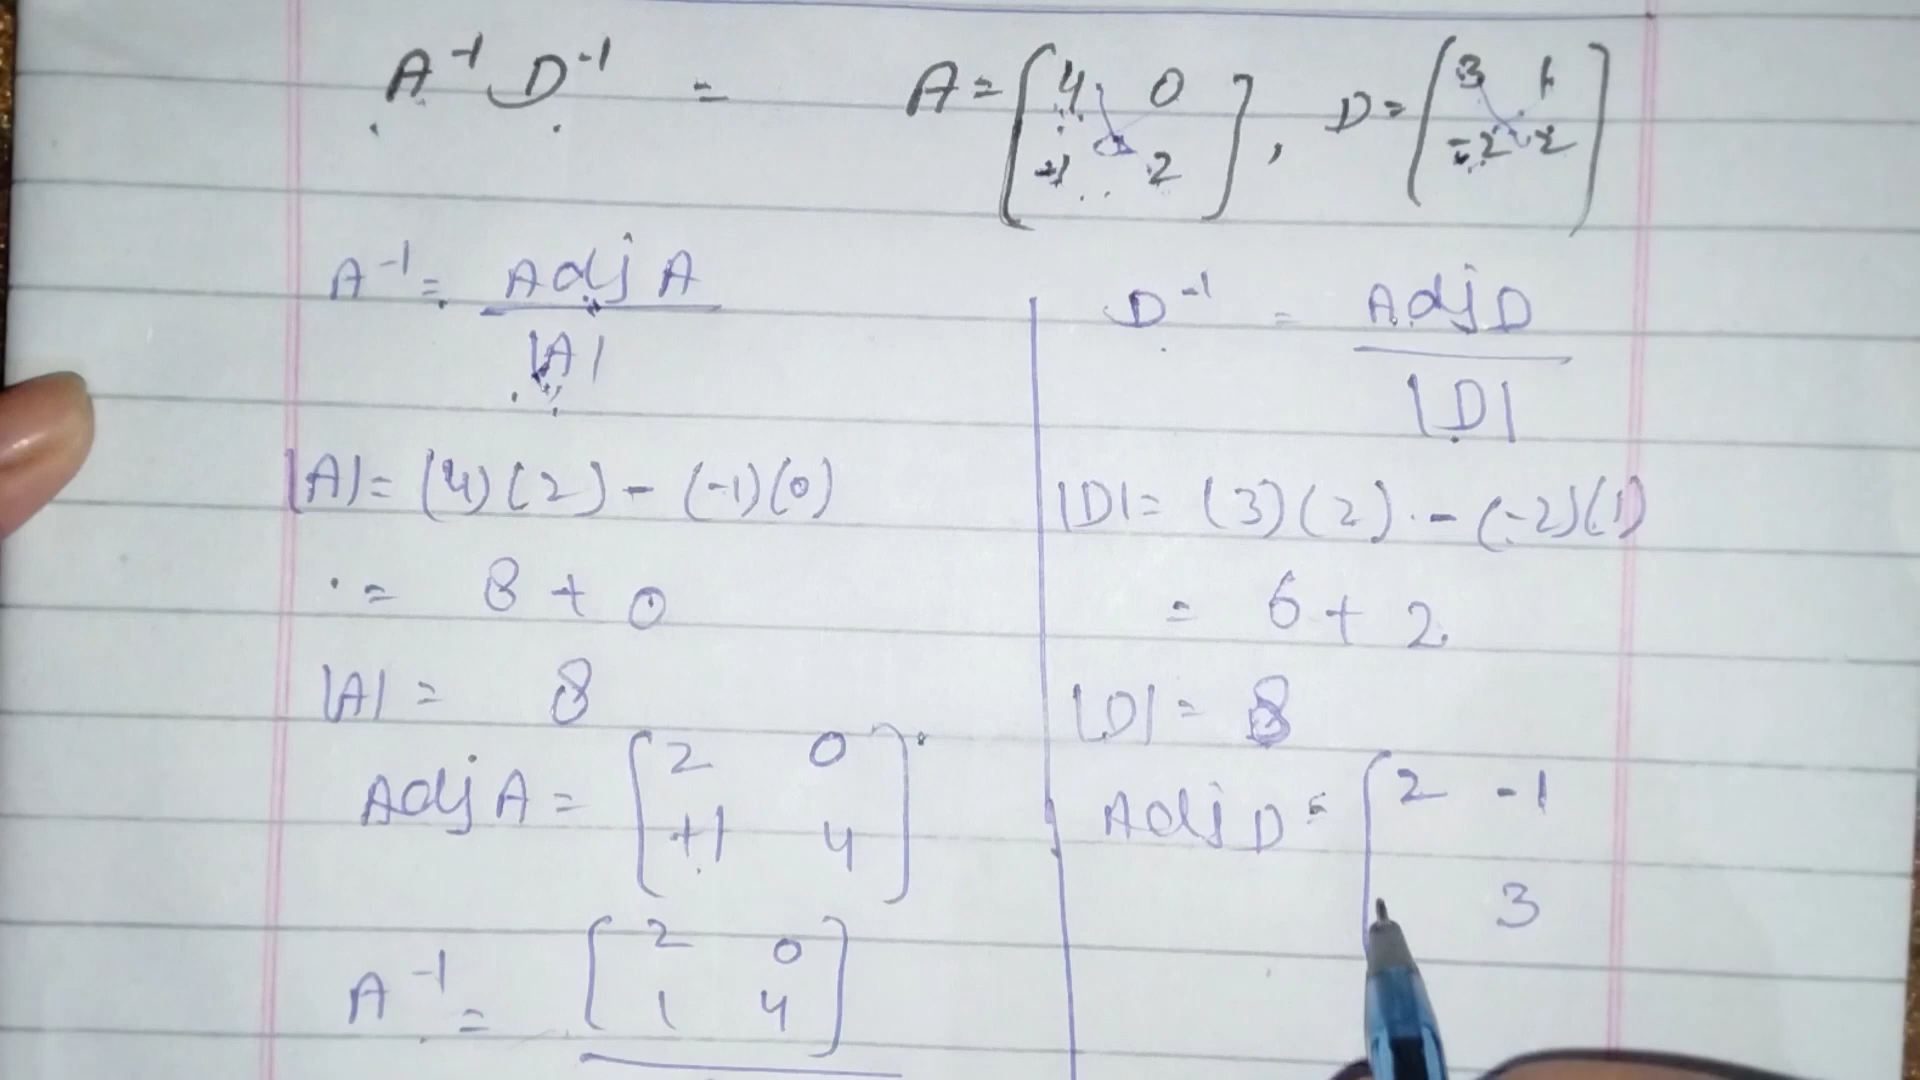 A⁻¹ D⁻¹ = A = [4 0 -1 2], D = [3 1 -2 2]
A⁻¹ = Adj A / |A|
|A| = (4)(2) - (-1)(0)
= 8 + 0
|A| = 8
Adj A = [2 0 +1 4]
A⁻¹ = [2 0 1 4]
D⁻¹ = Adj D / |D|
|D| = (3)(2) - (-2)(1)
= 6 + 2
|D| = 8
Adj D = [2 -1 3